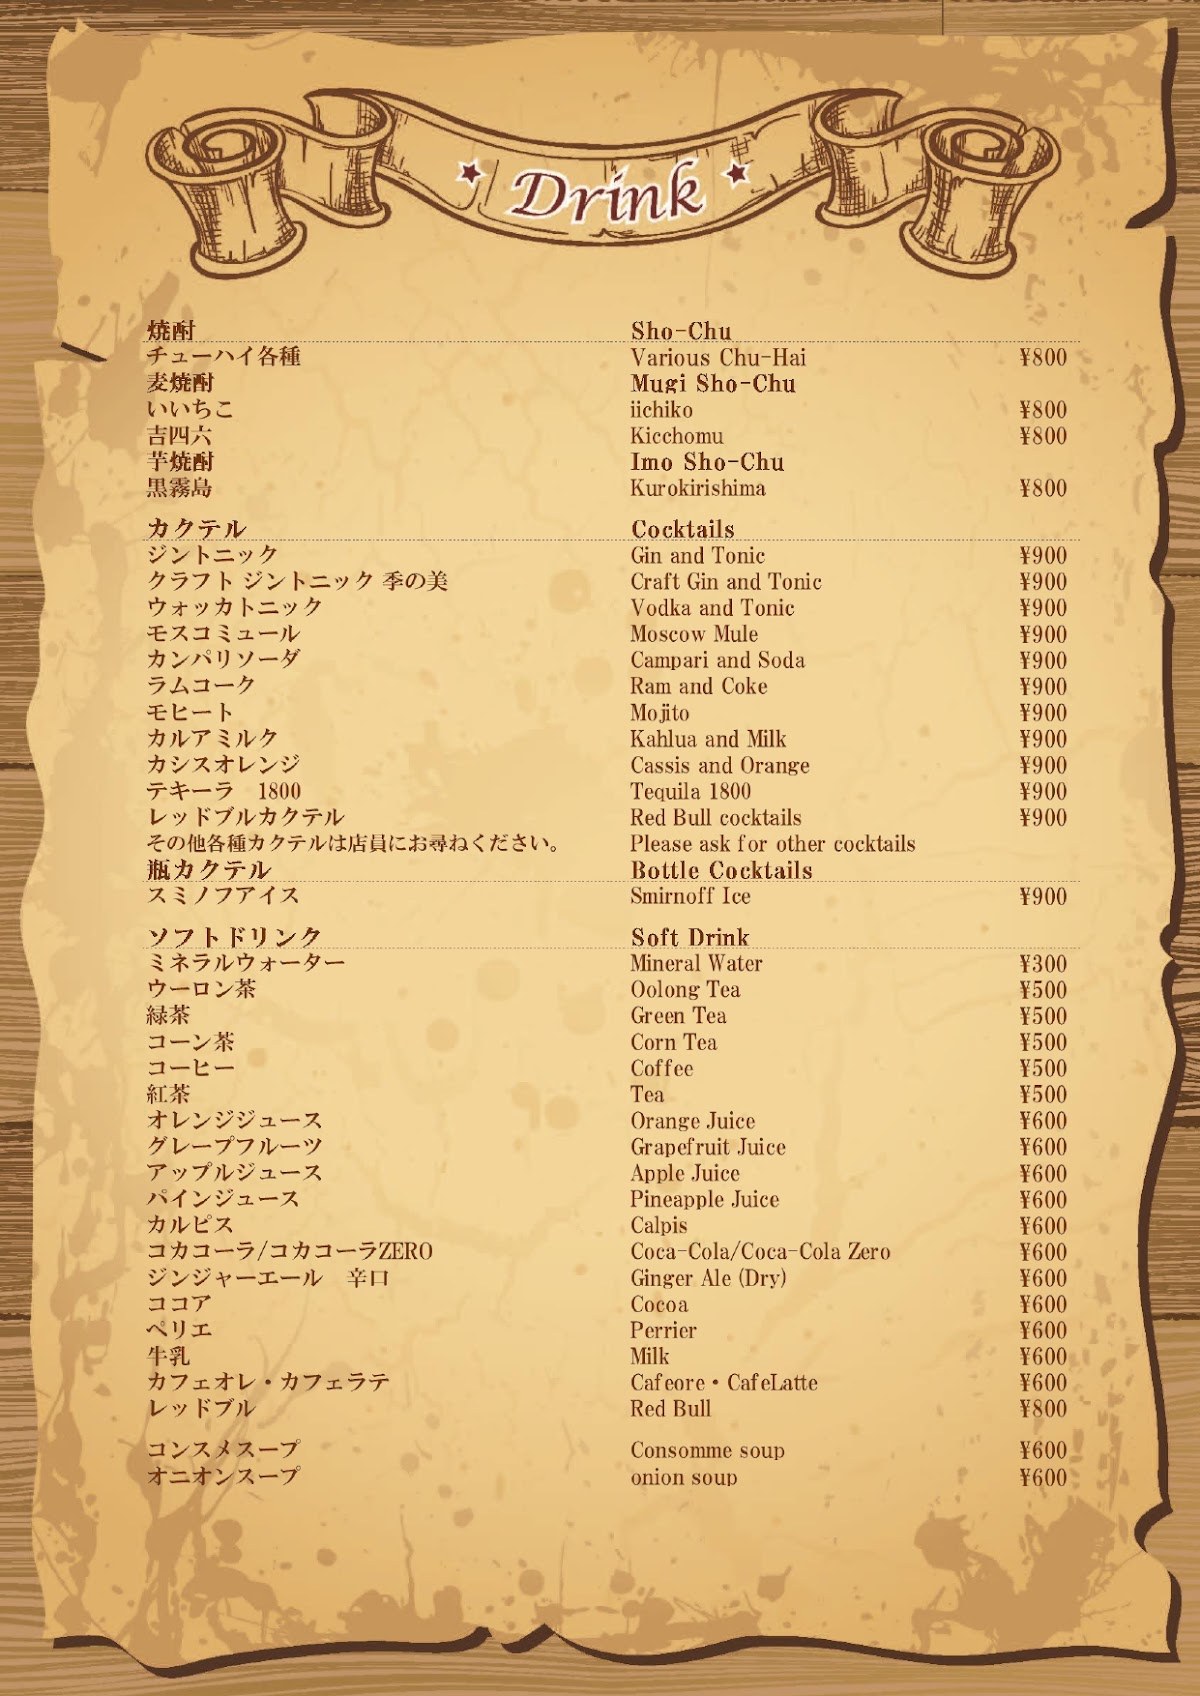 Drink
焼酎 Sho-Chu
チューハイ各種 Various Chu-Hai ¥800
麦焼酎 Mugi Sho-Chu
いいちこ iichiko ¥800
吉四六 Kicchomu ¥800
芋焼酎 Imo Sho-Chu
黒霧島 Kurokirishima ¥800
カクテル Cocktails
ジントニック Gin and Tonic ¥900
クラフト ジントニック 季の美 Craft Gin and Tonic ¥900
ウォッカトニック Vodka and Tonic ¥900
モスコミュール Moscow Mule ¥900
カンパリソーダ Campari and Soda ¥900
ラムコーク Ram and Coke ¥900
モヒート Mojito ¥900
カルアミルク Kahlua and Milk ¥900
カシスオレンジ Cassis and Orange ¥900
テキーラ　1800 Tequila 1800 ¥900
レッドブルカクテル Red Bull cocktails ¥900
その他各種カクテルは店員にお尋ねください。 Please ask for other cocktails
瓶カクテル Bottle Cocktails
スミノフアイス Smirnoff Ice ¥900
ソフトドリンク Soft Drink
ミネラルウォーター Mineral Water ¥300
ウーロン茶 Oolong Tea ¥500
緑茶 Green Tea ¥500
コーン茶 Corn Tea ¥500
コーヒー Coffee ¥500
紅茶 Tea ¥500
オレンジジュース Orange Juice ¥600
グレープフルーツ Grapefruit Juice ¥600
アップルジュース Apple Juice ¥600
パインジュース Pineapple Juice ¥600
カルピス Calpis ¥600
コカコーラ/コカコーラZERO Coca-Cola/Coca-Cola Zero ¥600
ジンジャーエール　辛口 Ginger Ale (Dry) ¥600
ココア Cocoa ¥600
ペリエ Perrier ¥600
牛乳 Milk ¥600
カフェオレ・カフェラテ Cafeore・CafeLatte ¥600
レッドブル Red Bull ¥800
コンスメスープ Consomme soup ¥600
オニオンスープ onion soup ¥600